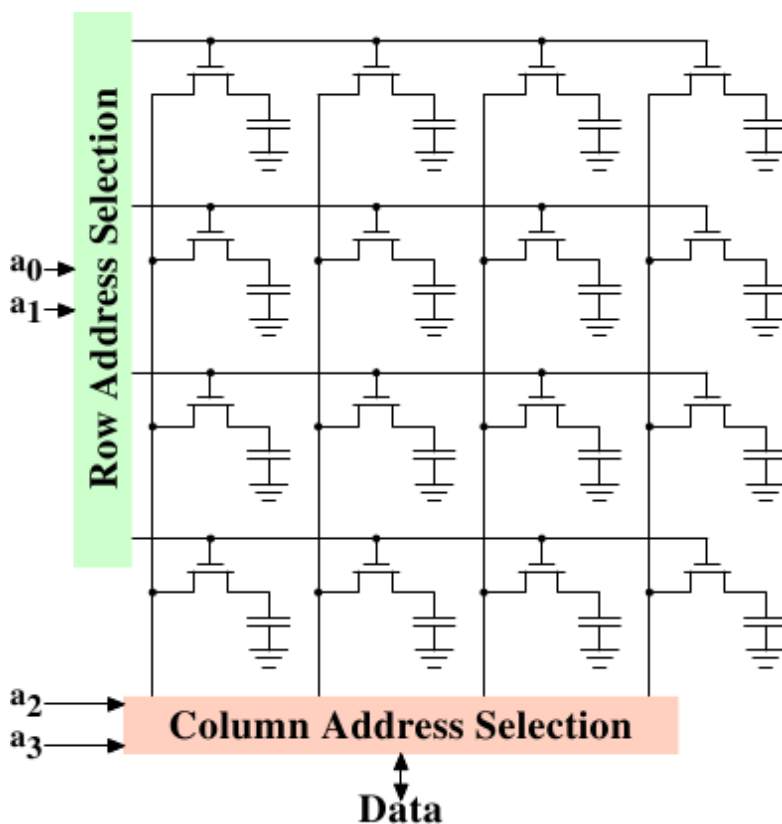 Row Address Selection
a0
a1
a2
a3
Column Address Selection
Data